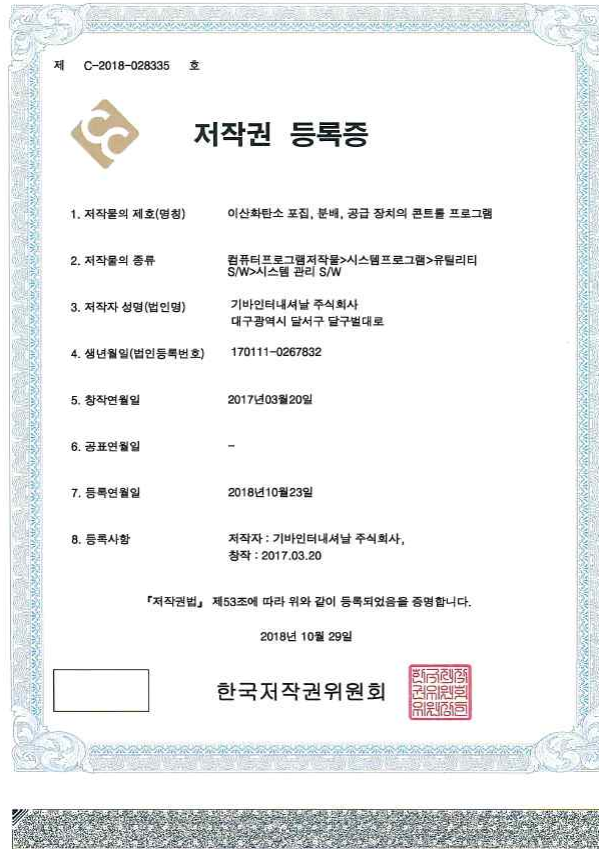 제 C-2018-028335 호
저작권 등록증
1. 저작물의 제호(명칭) 이산화탄소 포집, 분배, 공급 장치의 콘트롤 프로그램
2. 저작물의 종류 컴퓨터프로그램저작물>시스템프로그램>유틸리티
S/W>시스템 관리 S/W
3. 저작자 성명(법인명) 기바인터내셔날 주식회사
대구광역시 달서구 달구벌대로
4. 생년월일(법인등록번호) 170111-0267832
5. 창작연월일 2017년03월20일
6. 공표연월일 -
7. 등록연월일 2018년10월23일
8. 등록사항 저작자 : 기바인터내셔날 주식회사,
창작 : 2017.03.20
『저작권법』 제53조에 따라 위와 같이 등록되었음을 증명합니다.
2018년 10월 29일
한국저작권위원회